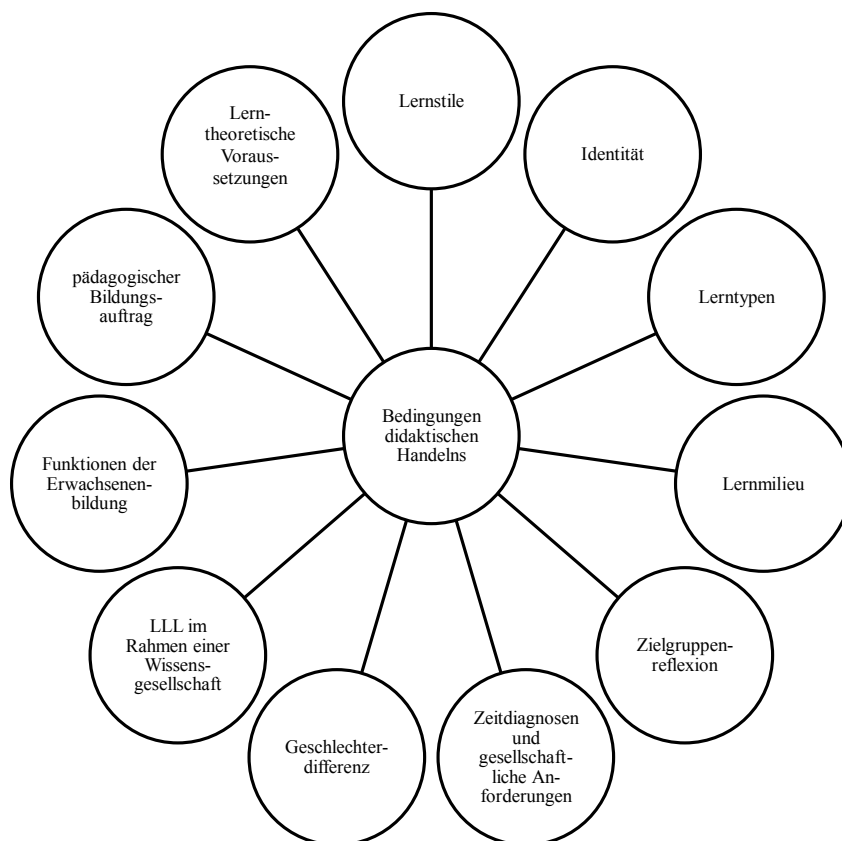 Lernstile
Identität
Lerntypen
Lernmilieu
Zielgruppen-
reflexion
Zeitdiagnosen
und
gesellschaft-
liche An-
forderungen
Geschlechter-
differenz
LLL im
Rahmen einer
Wissens-
gesellschaft
Funktionen der
Erwachsenen-
bildung
pädagogischer
Bildungs-
auftrag
Lern-
theoretische
Voraus-
setzungen
Bedingungen
didaktischen
Handelns